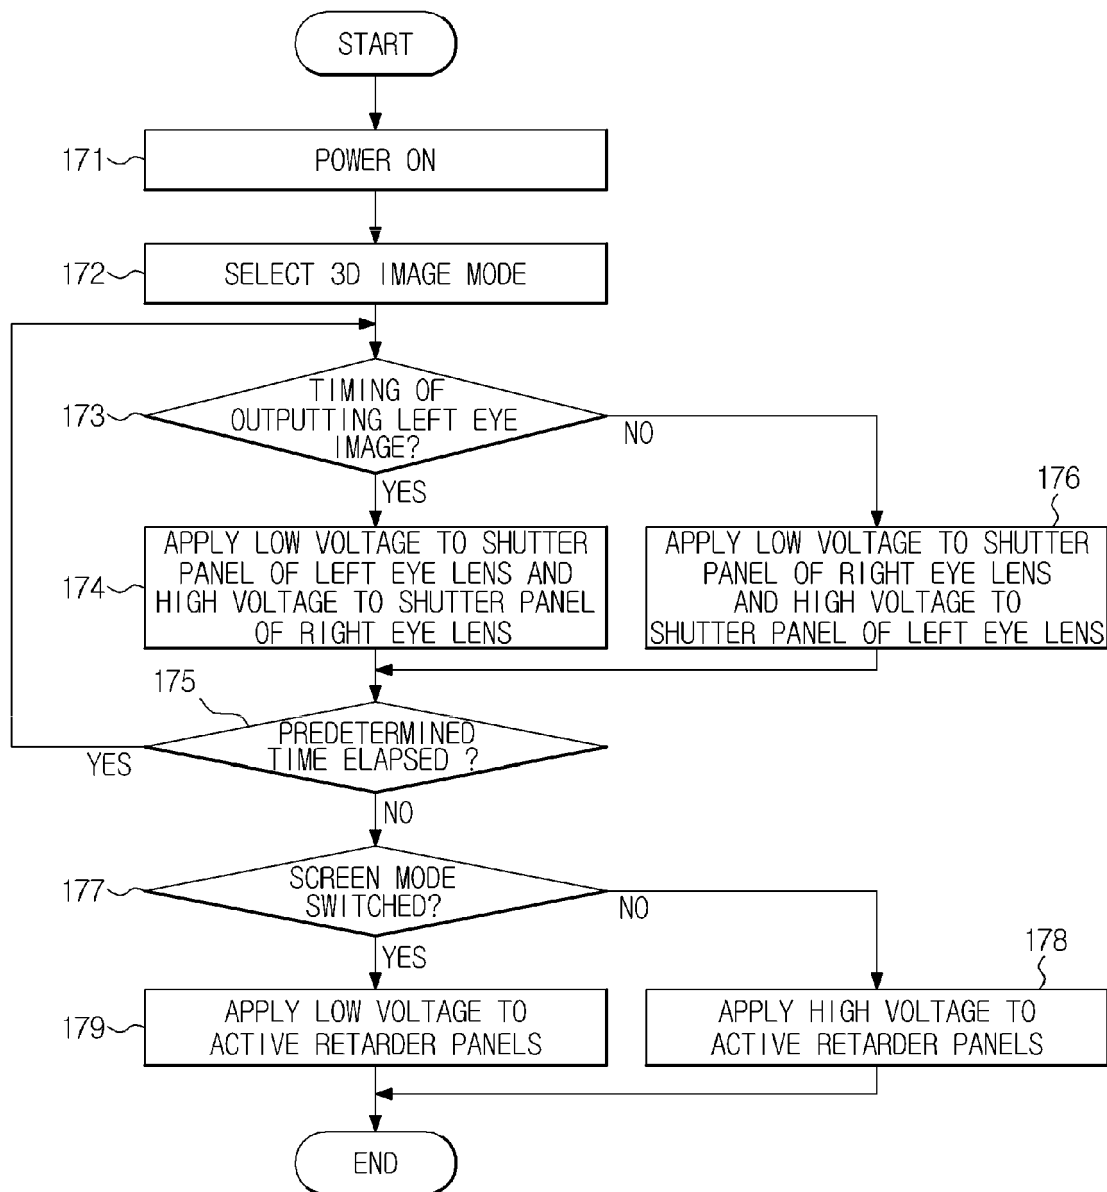 START
171
POWER ON
172
SELECT 3D IMAGE MODE
173
TIMING OF
OUTPUTTING LEFT EYE
IMAGE?
NO
YES
174
APPLY LOW VOLTAGE TO SHUTTER
PANEL OF LEFT EYE LENS AND
HIGH VOLTAGE TO SHUTTER PANEL
OF RIGHT EYE LENS
176
APPLY LOW VOLTAGE TO SHUTTER
PANEL OF RIGHT EYE LENS
AND HIGH VOLTAGE TO
SHUTTER PANEL OF LEFT EYE LENS
175
PREDETERMINED
TIME ELAPSED ?
YES
NO
177
SCREEN MODE
SWITCHED?
NO
YES
178
179
APPLY LOW VOLTAGE TO
ACTIVE RETARDER PANELS
APPLY HIGH VOLTAGE TO
ACTIVE RETARDER PANELS
END